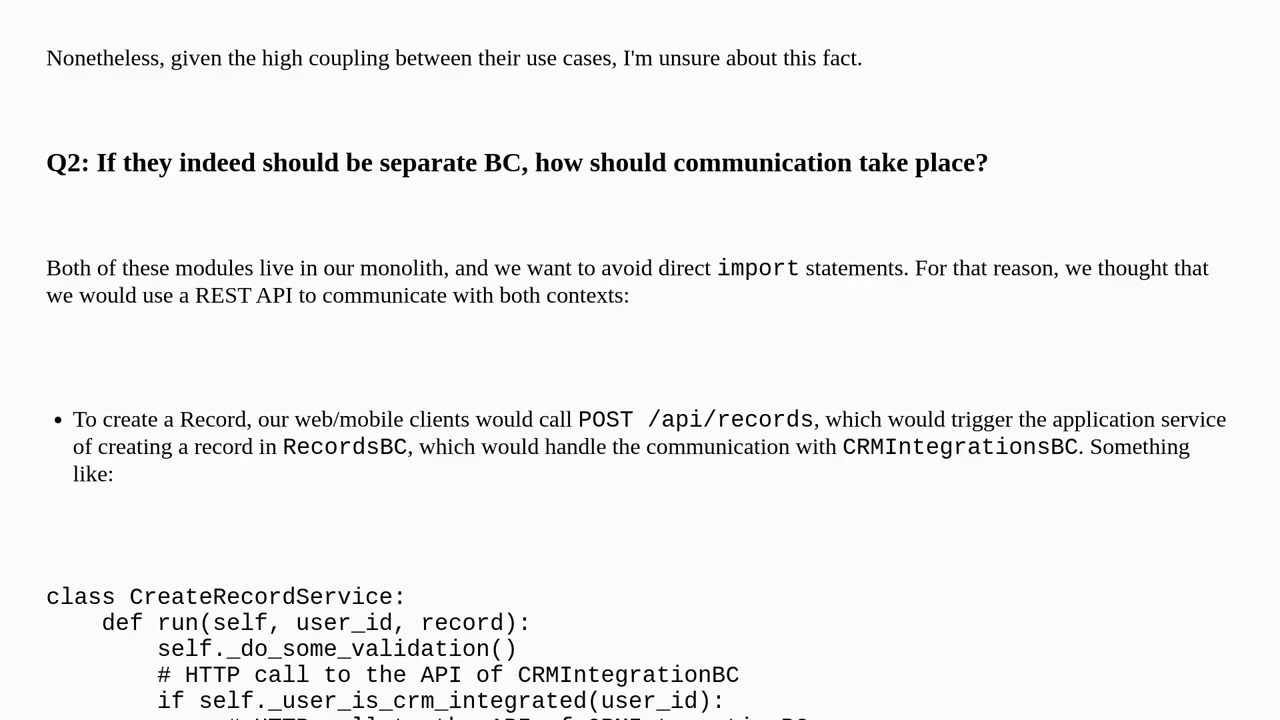 Nonetheless, given the high coupling between their use cases, I'm unsure about this fact.
Q2: If they indeed should be separate BC, how should communication take place?
Both of these modules live in our monolith, and we want to avoid direct import statements. For that reason, we thought that
we would use a REST API to communicate with both contexts:
• To create a Record, our web/mobile clients would call POST /api/records, which would trigger the application service
of creating a record in RecordsBC, which would handle the communication with CRMIntegrationsBC. Something
like:
class CreateRecordService:
    def run(self, user_id, record):
        self._do_some_validation()
        # HTTP call to the API of CRMIntegrationBC
        if self._user_is_crm_integrated(user_id):